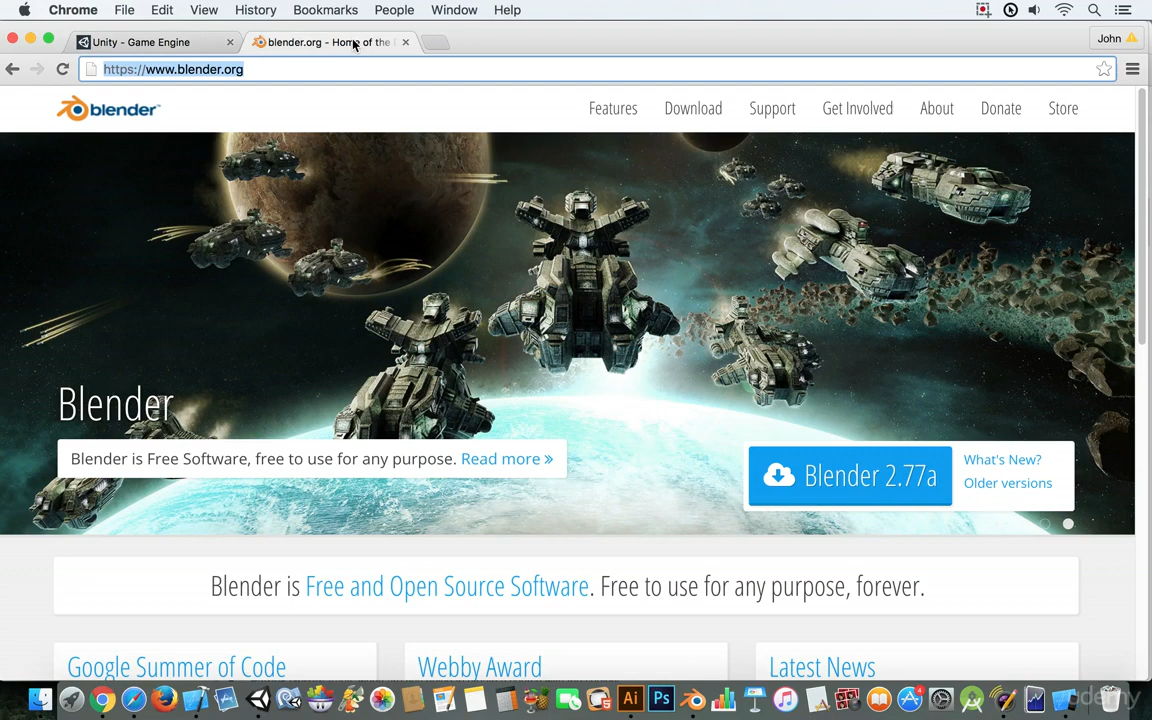 Chrome File Edit View History Bookmarks People Window Help
Unity - Game Engine
blender.org - Home of the
John
https://www.blender.org
blender
Features Download Support Get Involved About Donate Store
Blender
Blender is Free Software, free to use for any purpose. Read more »
Blender 2.77a
What's New?
Older versions
Blender is Free and Open Source Software. Free to use for any purpose, forever.
Google Summer of Code
Webby Award
Latest News
Ai Ps
udemy